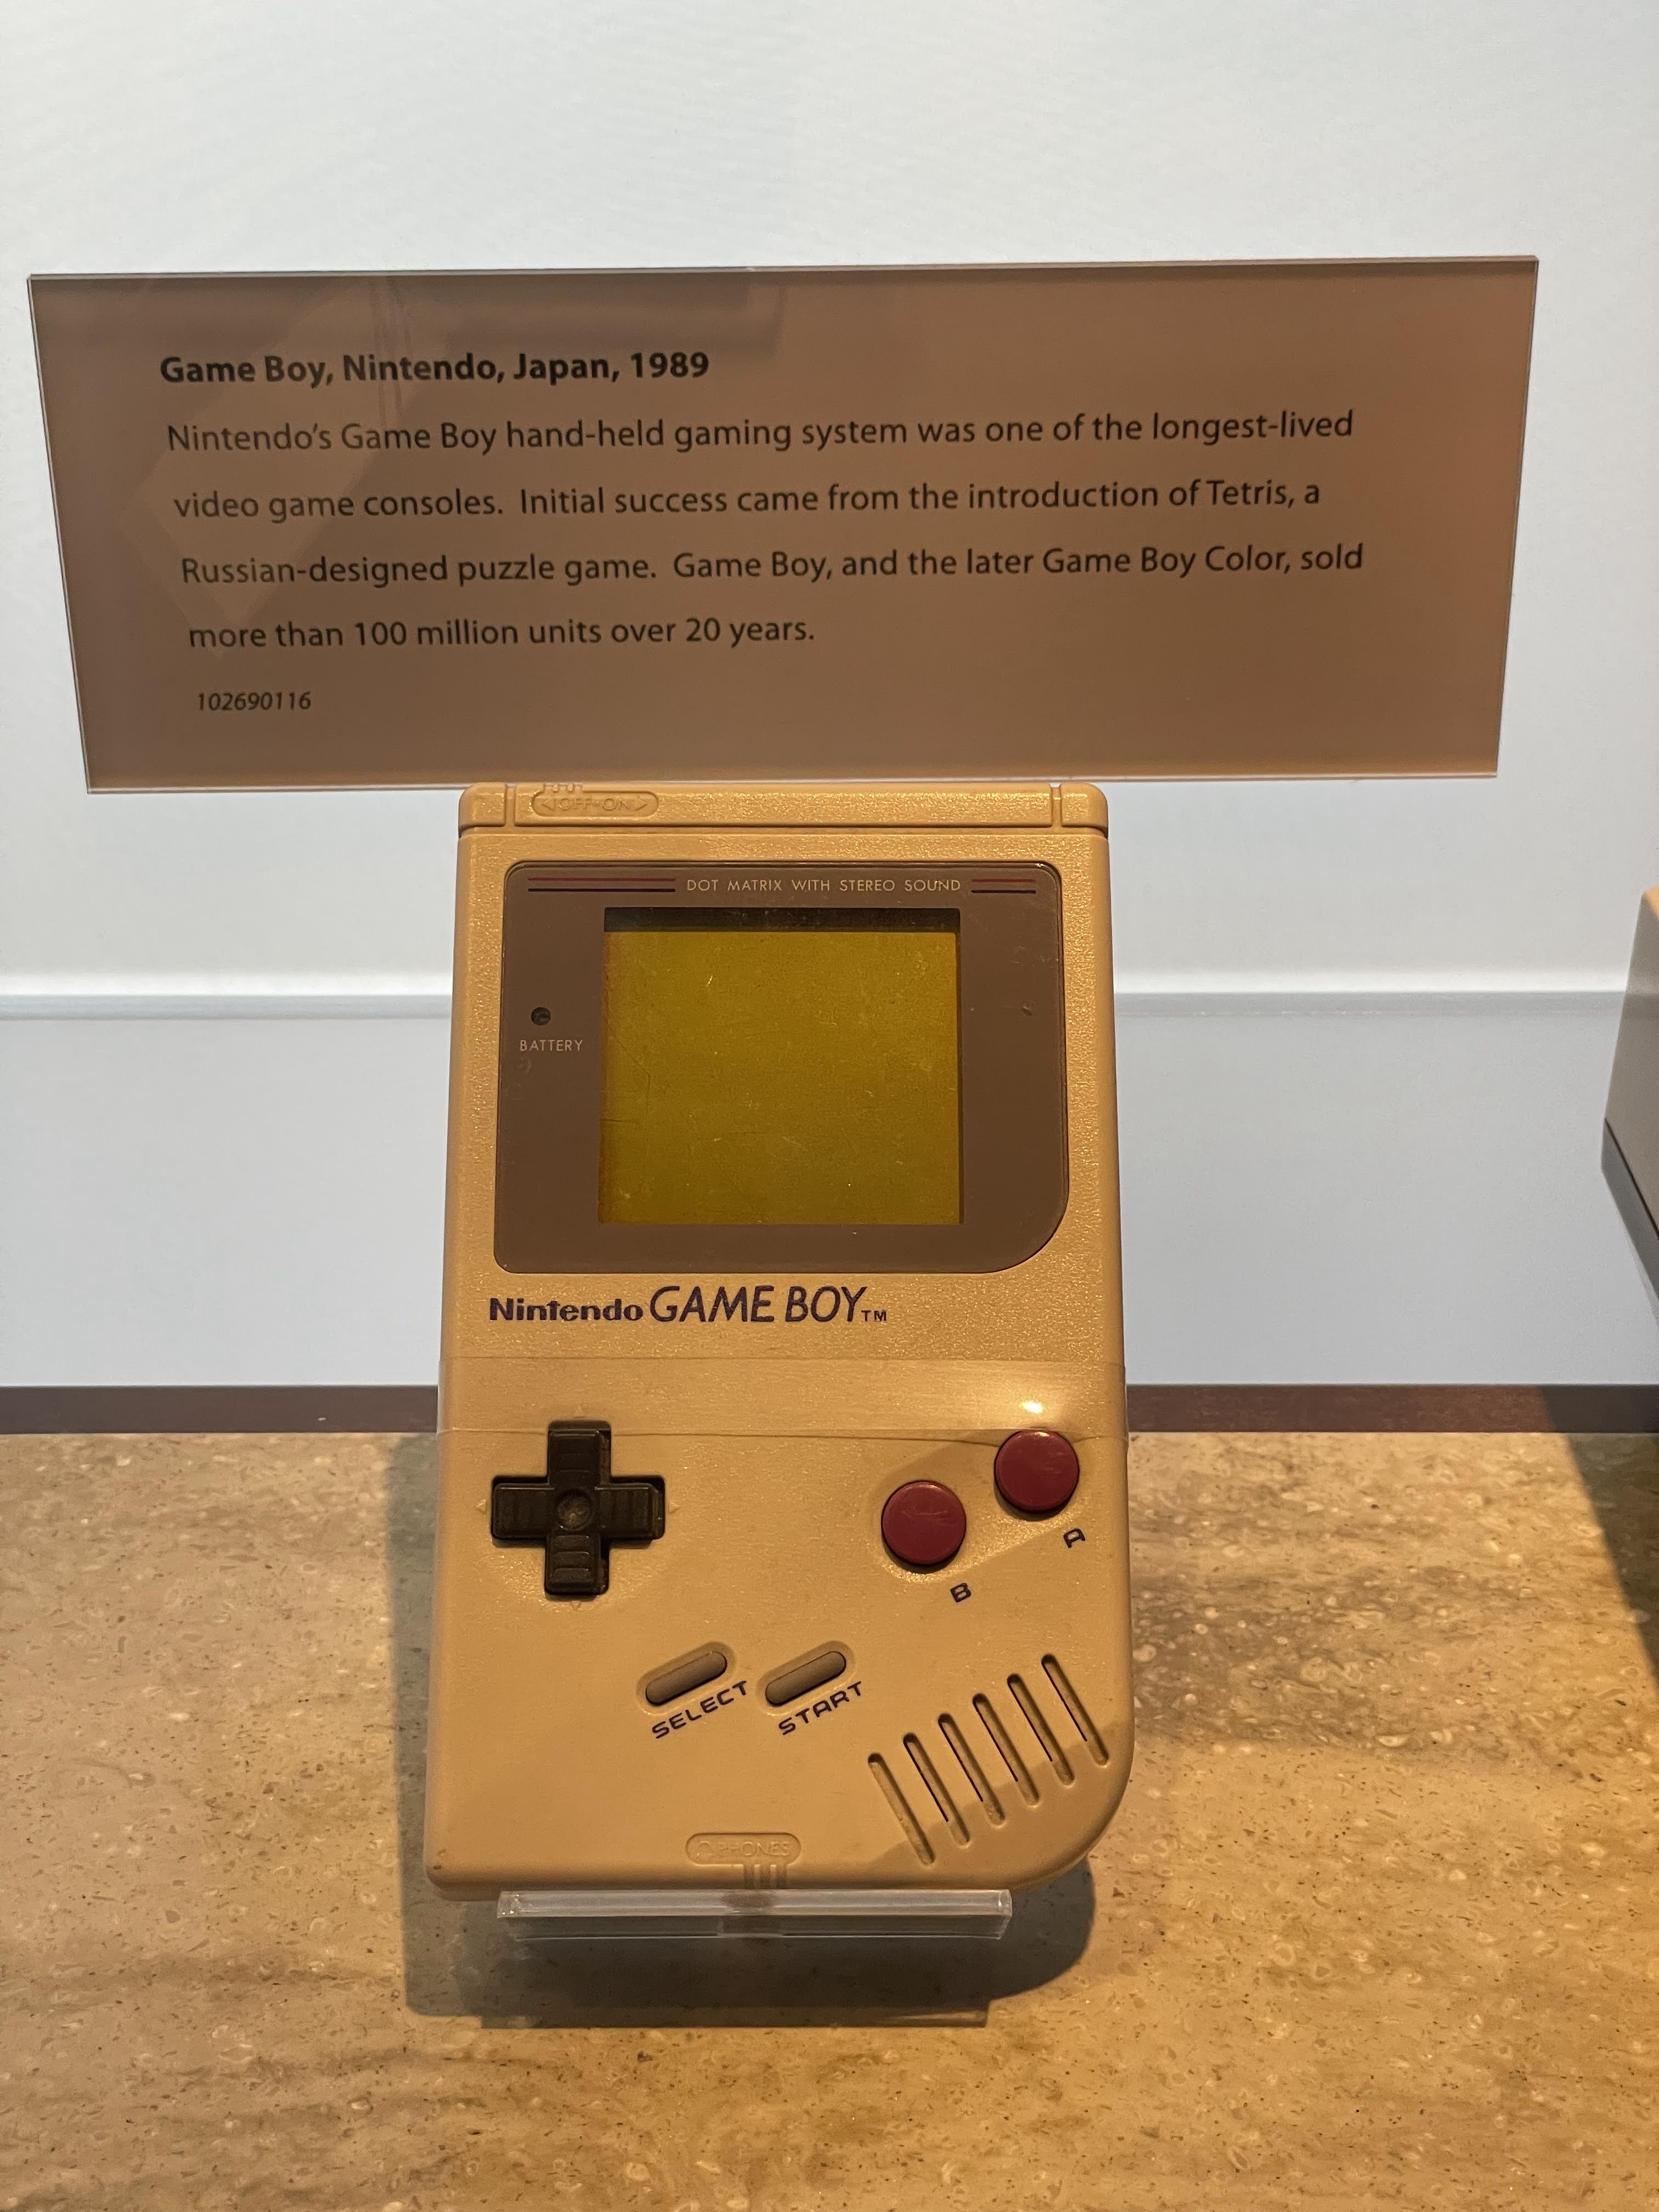 Game Boy, Nintendo, Japan, 1989
Nintendo's Game Boy hand-held gaming system was one of the longest-lived
video game consoles.  Initial success came from the introduction of Tetris, a
Russian-designed puzzle game.  Game Boy, and the later Game Boy Color, sold
more than 100 million units over 20 years.
102690116
OFF•ON
DOT MATRIX WITH STEREO SOUND
BATTERY
Nintendo GAME BOY™
A
B
SELECT
START
PHONES